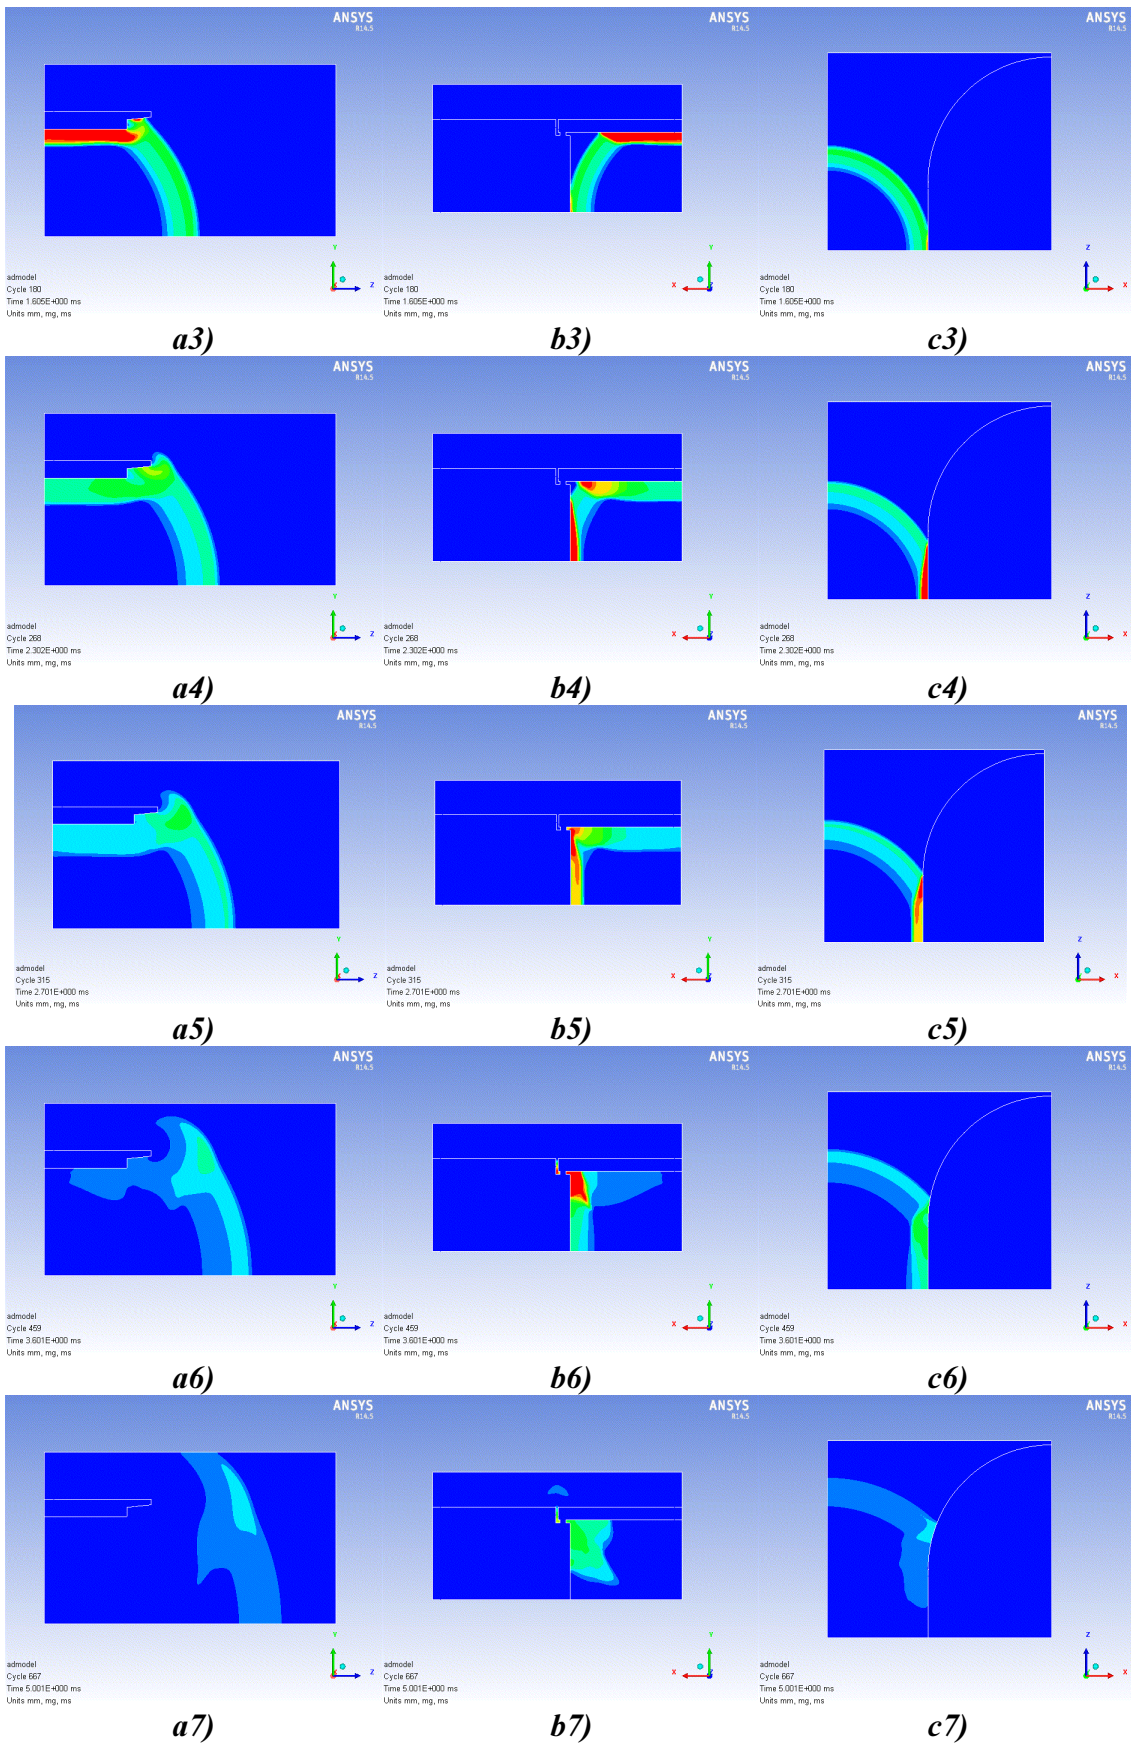 ANSYS
R14.5
Y
Z
admodel
Cycle 180
Time 1.605E+000 ms
Units mm, mg, ms
a3)
ANSYS
R14.5
Y
X
Z
admodel
Cycle 180
Time 1.605E+000 ms
Units mm, mg, ms
b3)
ANSYS
R14.5
Z
X
admodel
Cycle 180
Time 1.605E+000 ms
Units mm, mg, ms
c3)
ANSYS
R14.5
Y
Z
admodel
Cycle 268
Time 2.302E+000 ms
Units mm, mg, ms
a4)
ANSYS
R14.5
Y
X
Z
admodel
Cycle 268
Time 2.302E+000 ms
Units mm, mg, ms
b4)
ANSYS
R14.5
Z
X
admodel
Cycle 268
Time 2.302E+000 ms
Units mm, mg, ms
c4)
ANSYS
R14.5
Y
Z
admodel
Cycle 315
Time 2.701E+000 ms
Units mm, mg, ms
a5)
ANSYS
R14.5
Y
X
Z
admodel
Cycle 315
Time 2.701E+000 ms
Units mm, mg, ms
b5)
ANSYS
R14.5
Z
X
admodel
Cycle 315
Time 2.701E+000 ms
Units mm, mg, ms
c5)
ANSYS
R14.5
Y
Z
admodel
Cycle 459
Time 3.601E+000 ms
Units mm, mg, ms
a6)
ANSYS
R14.5
Y
X
Z
admodel
Cycle 459
Time 3.601E+000 ms
Units mm, mg, ms
b6)
ANSYS
R14.5
Z
X
admodel
Cycle 459
Time 3.601E+000 ms
Units mm, mg, ms
c6)
ANSYS
R14.5
Y
Z
admodel
Cycle 667
Time 5.001E+000 ms
Units mm, mg, ms
a7)
ANSYS
R14.5
Y
X
Z
admodel
Cycle 667
Time 5.001E+000 ms
Units mm, mg, ms
b7)
ANSYS
R14.5
Z
X
admodel
Cycle 667
Time 5.001E+000 ms
Units mm, mg, ms
c7)